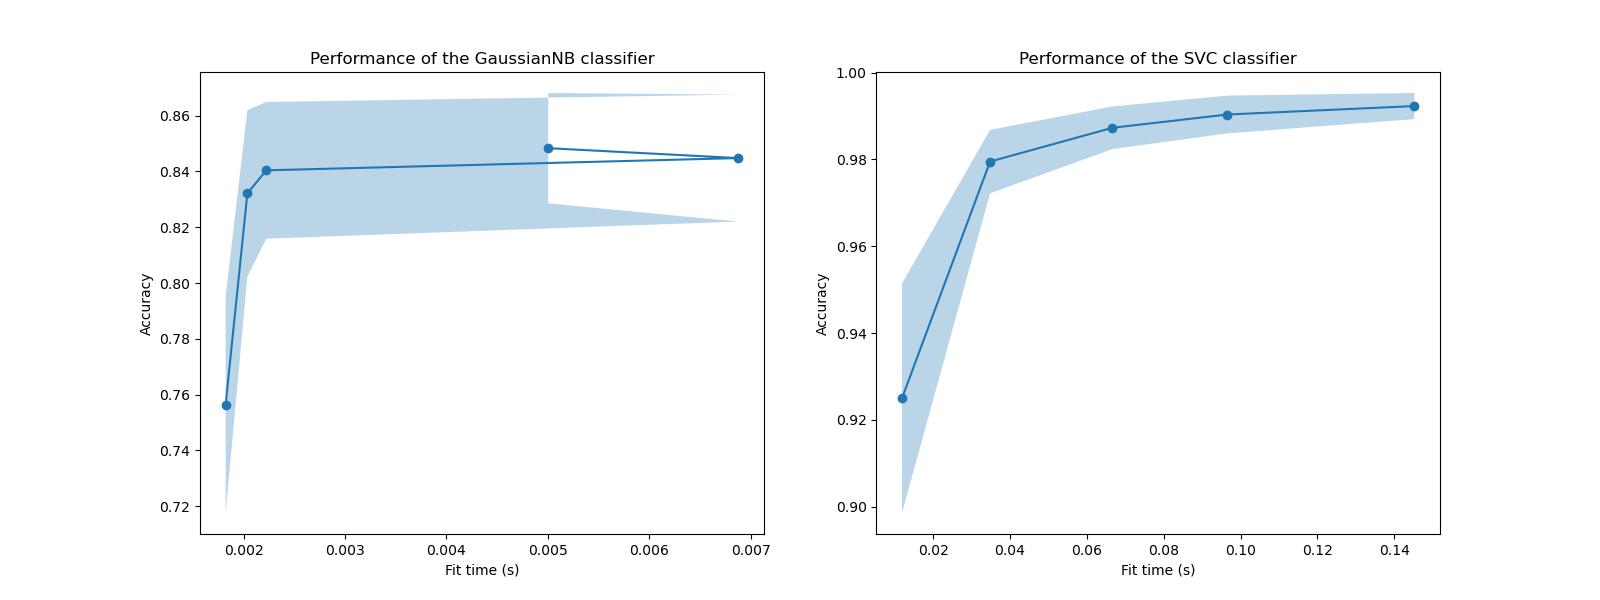 Performance of the GaussianNB classifier
Accuracy
0.86
0.84
0.82
0.80
0.78
0.76
0.74
0.72
0.002 0.003 0.004 0.005 0.006 0.007
Fit time (s)
Performance of the SVC classifier
Accuracy
1.00
0.98
0.96
0.94
0.92
0.90
0.02 0.04 0.06 0.08 0.10 0.12 0.14
Fit time (s)